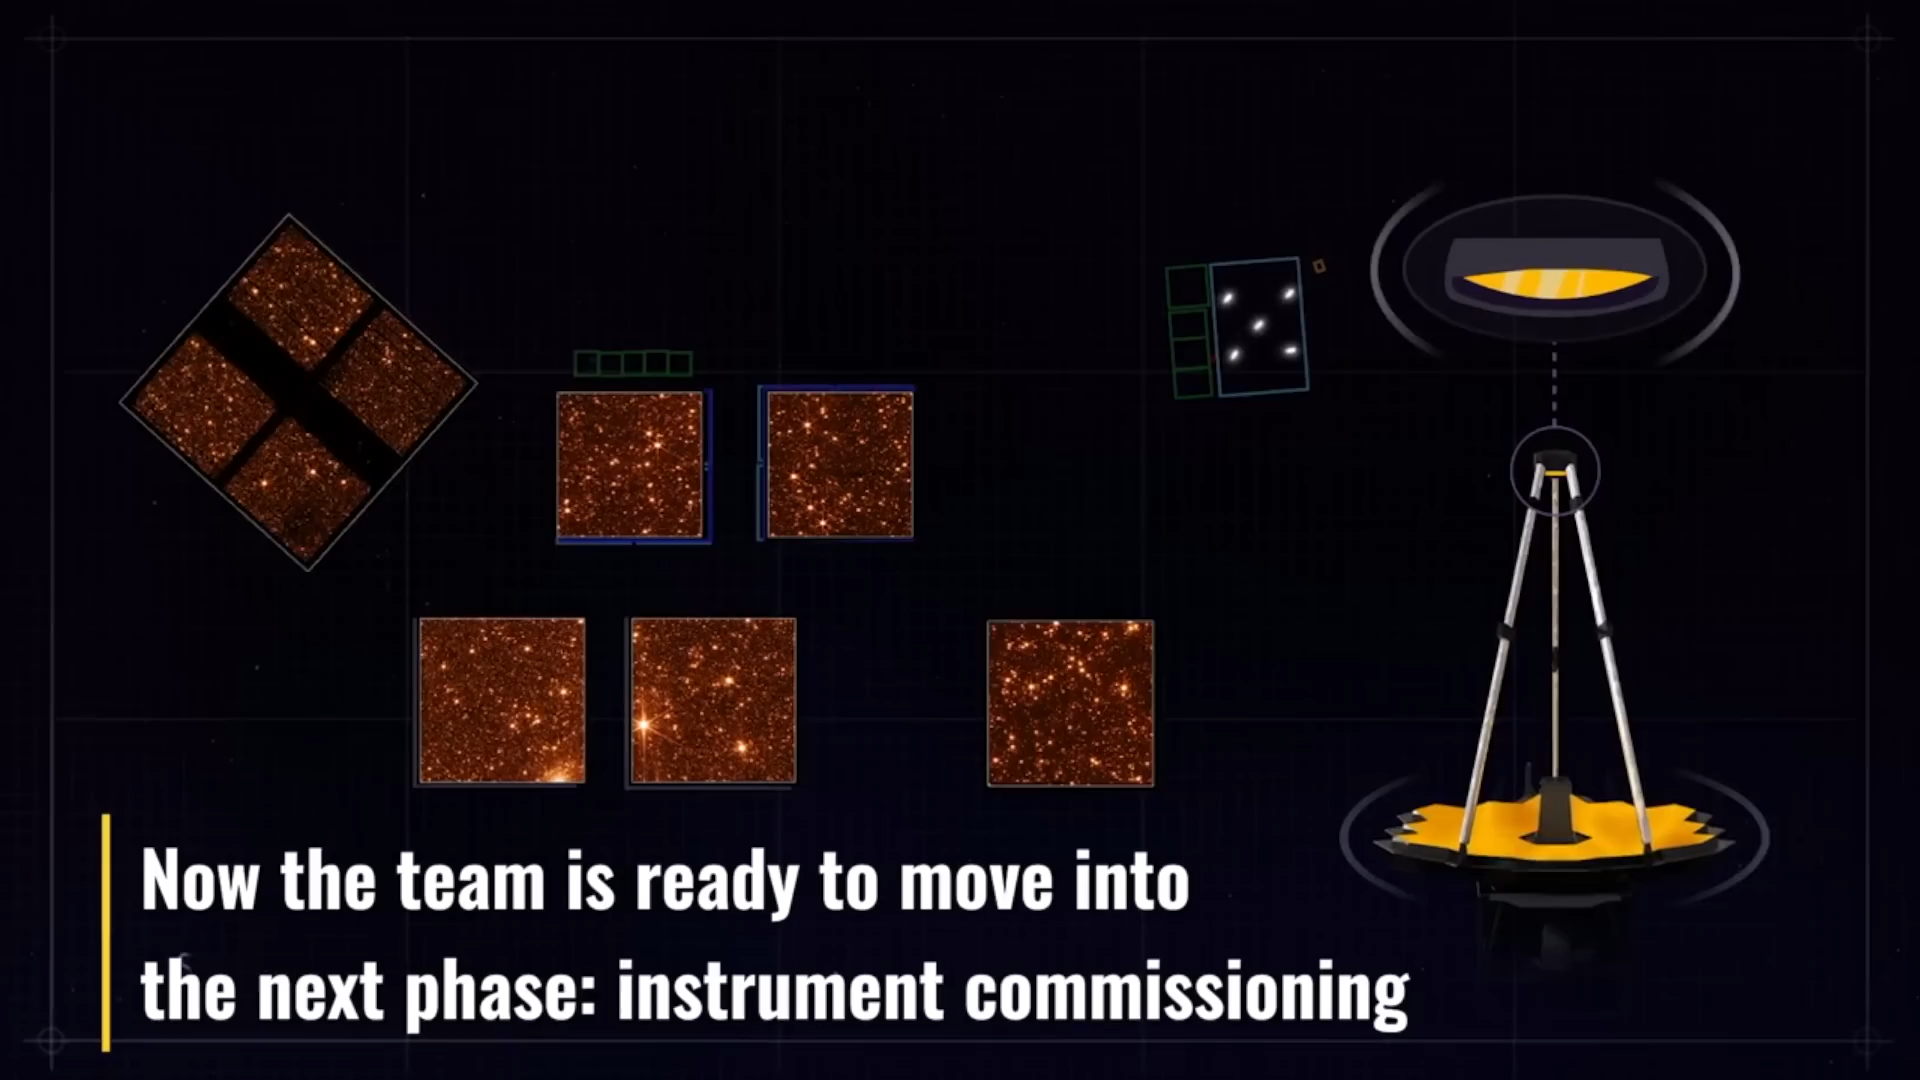 Now the team is ready to move into
the next phase: instrument commissioning